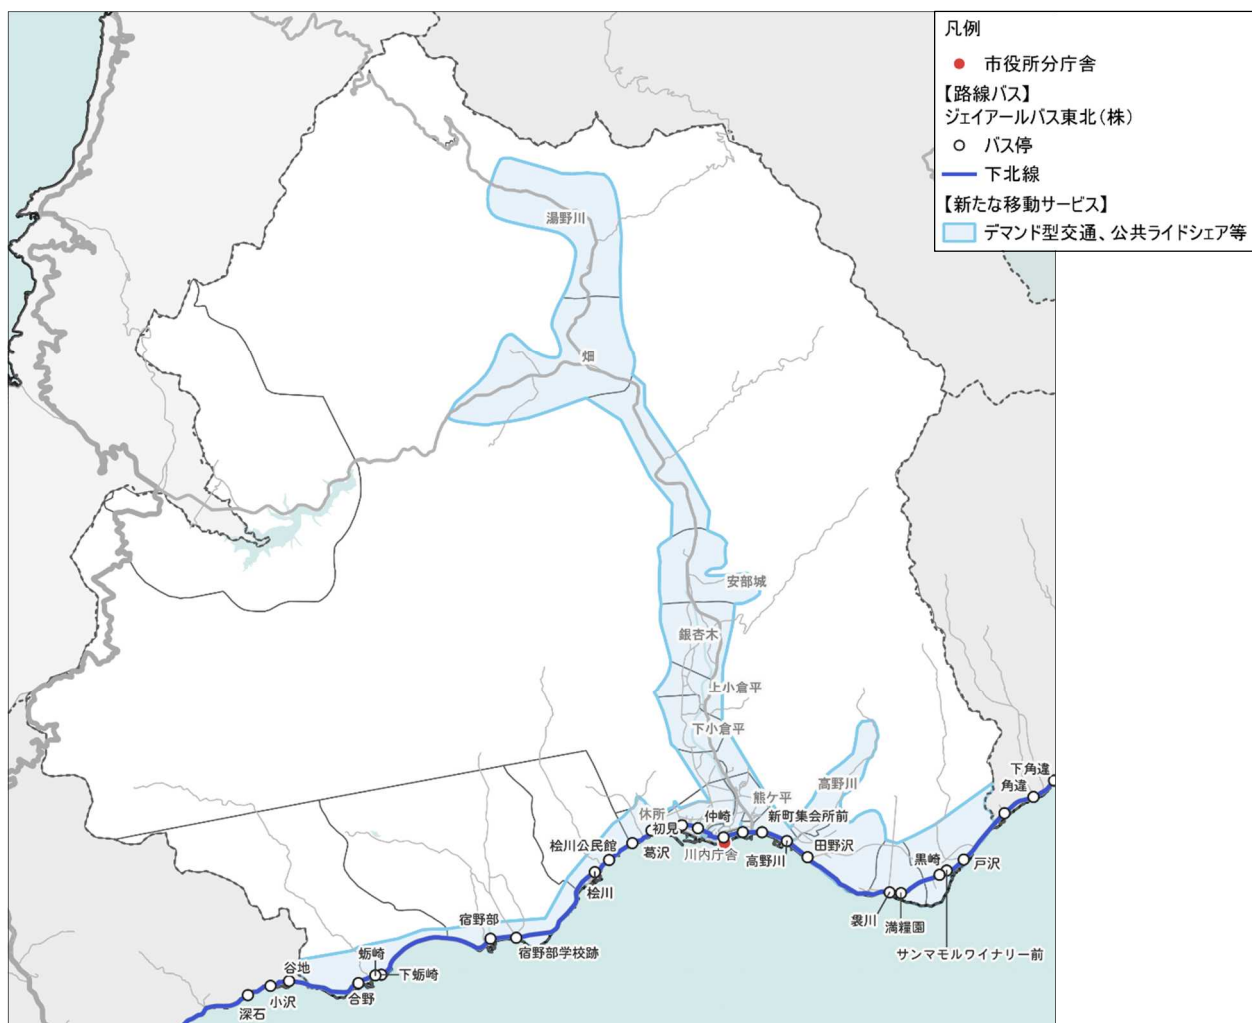 凡例
市役所分庁舎
【路線バス】
ジェイアールバス東北（株）
バス停
下北線
【新たな移動サービス】
デマンド型交通、公共ライドシェア等
湯野川
畑
安部城
銀杏木
上小倉平
下小倉平
高野川
熊ケ平
休所
仲崎
新町集会所前
初見
葛沢
川内庁舎
高野川
田野沢
桧川公民館
桧川
下角違
角違
戸沢
黒崎
袰川
満糧園
サンマモルワイナリー前
宿野部
宿野部学校跡
蛎崎
下蛎崎
谷地
小沢
合野
深石